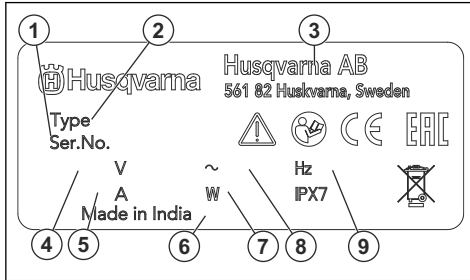 1 2 3
Husqvarna Husqvarna AB
561 82 Huskvarna, Sweden
Type
Ser.No.
CE EAC
V ~ Hz
A W IPX7
Made in India
4 5 6 7 8 9